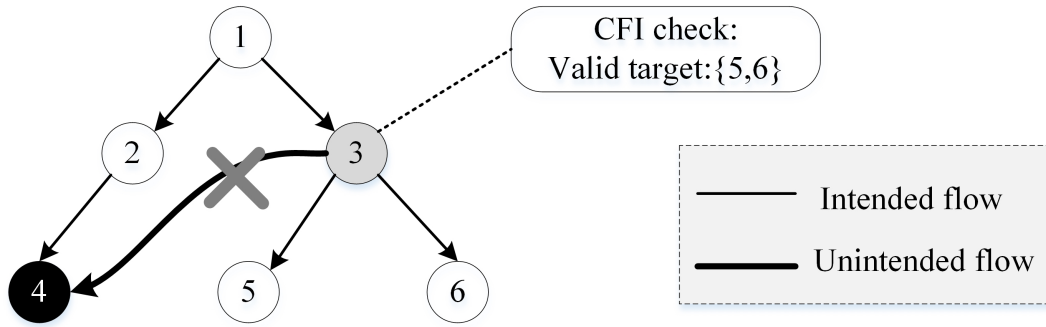 1
CFI check:
Valid target:{5,6}
2
3
Intended flow
Unintended flow
4
5
6